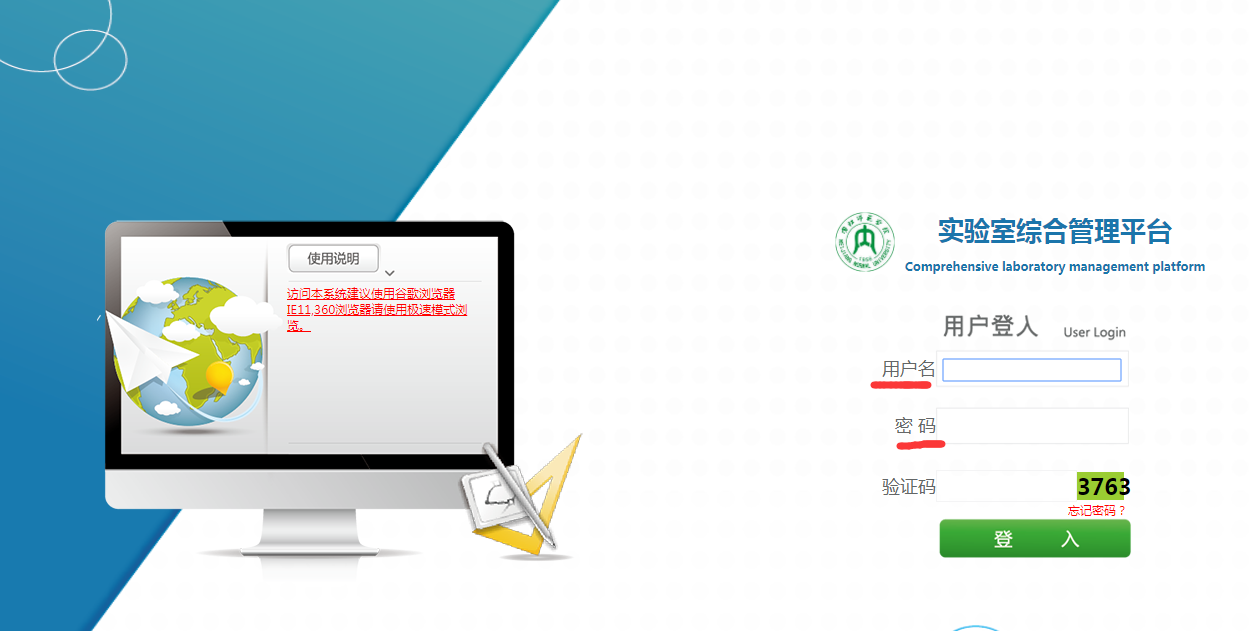 使用说明
访问本系统建议使用谷歌浏览器
IE11,360浏览器请使用极速模式浏
览。
实验室综合管理平台
Comprehensive laboratory management platform
用户登入 User Login
用户名
密 码
验证码 3763
忘记密码？
登 入